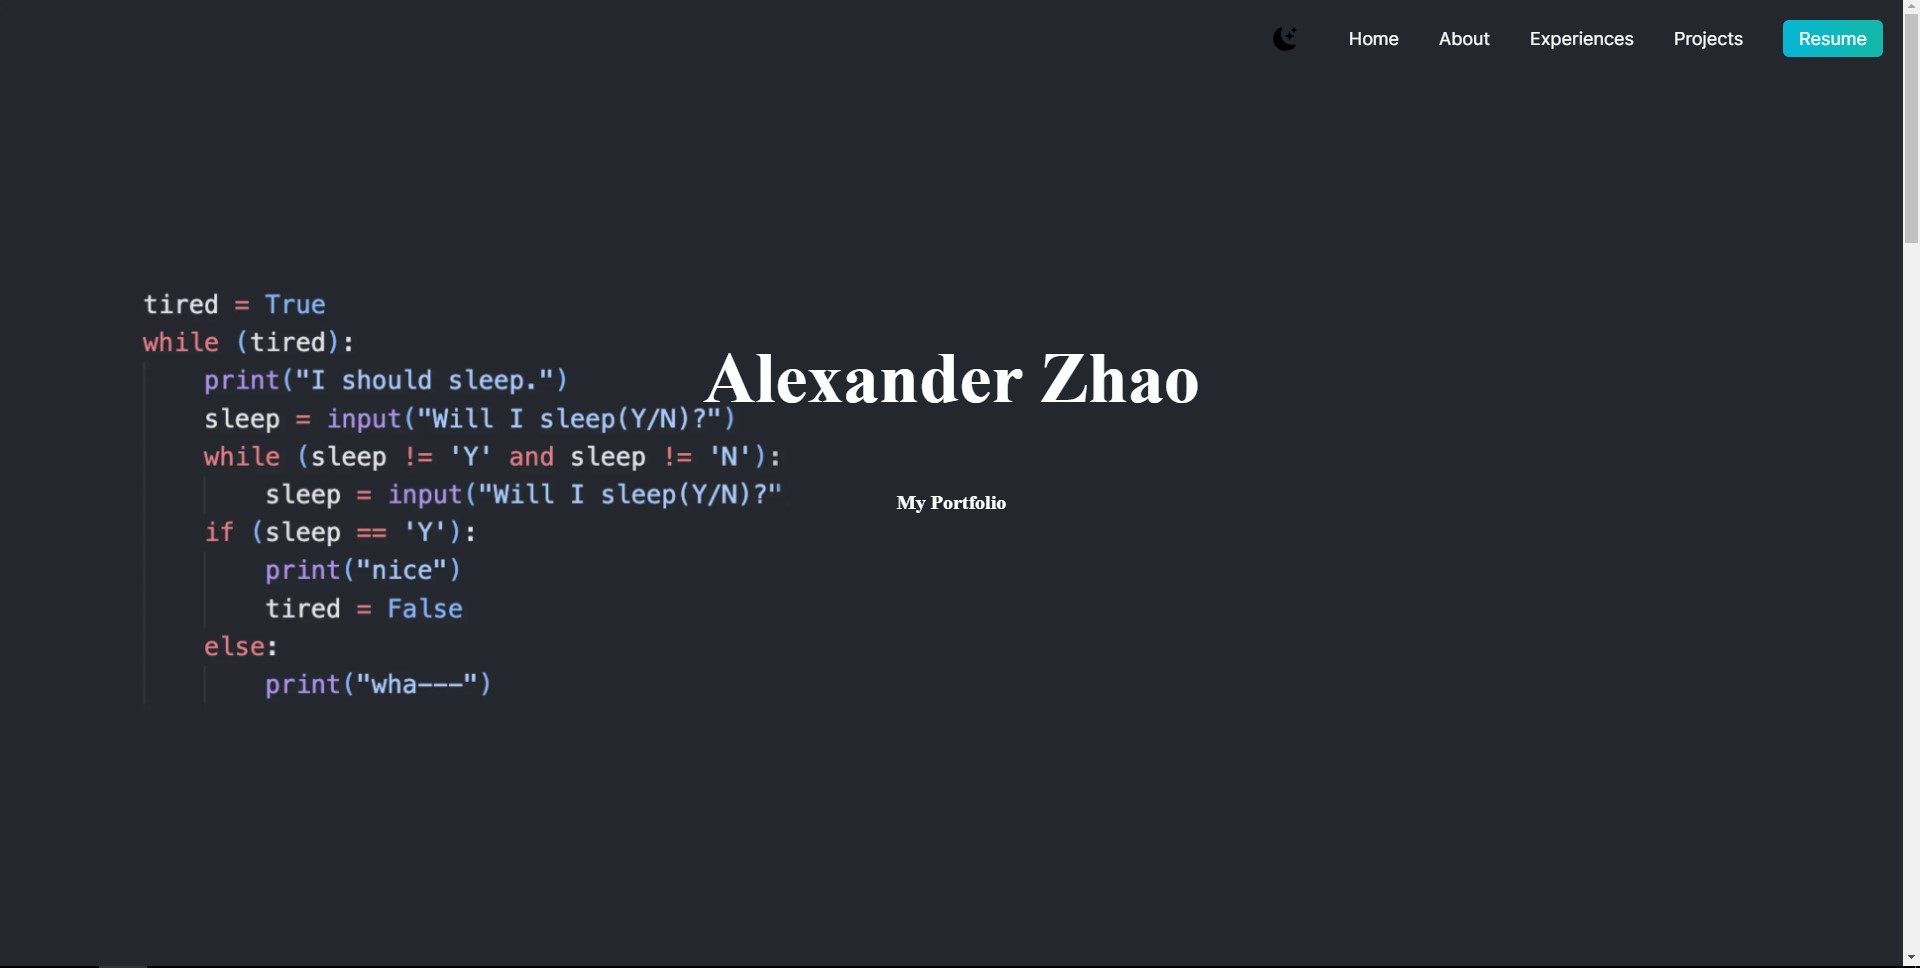 Home About Experiences Projects Resume
tired = True
while (tired):
print("I should sleep.")
sleep = input("Will I sleep(Y/N)?")
while (sleep != 'Y' and sleep != 'N'):
sleep = input("Will I sleep(Y/N)?"
if (sleep == 'Y'):
print("nice")
tired = False
else:
print("wha---")
Alexander Zhao
My Portfolio